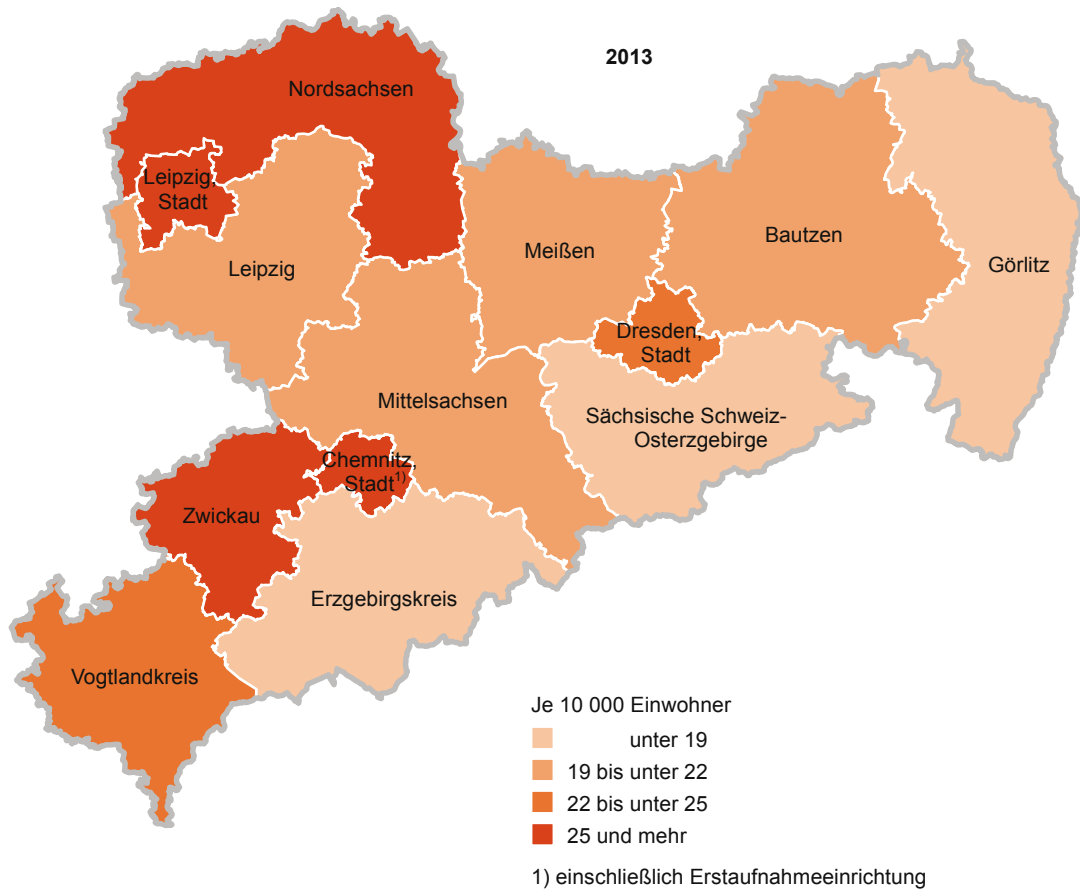 2013
Nordsachsen
Leipzig,
Stadt
Leipzig
Meißen
Bautzen
Görlitz
Dresden,
Stadt
Mittelsachsen
Sächsische Schweiz-
Osterzgebirge
Chemnitz,
Stadt1)
Zwickau
Erzgebirgskreis
Vogtlandkreis
Je 10 000 Einwohner
unter 19
19 bis unter 22
22 bis unter 25
25 und mehr
1) einschließlich Erstaufnahmeeinrichtung